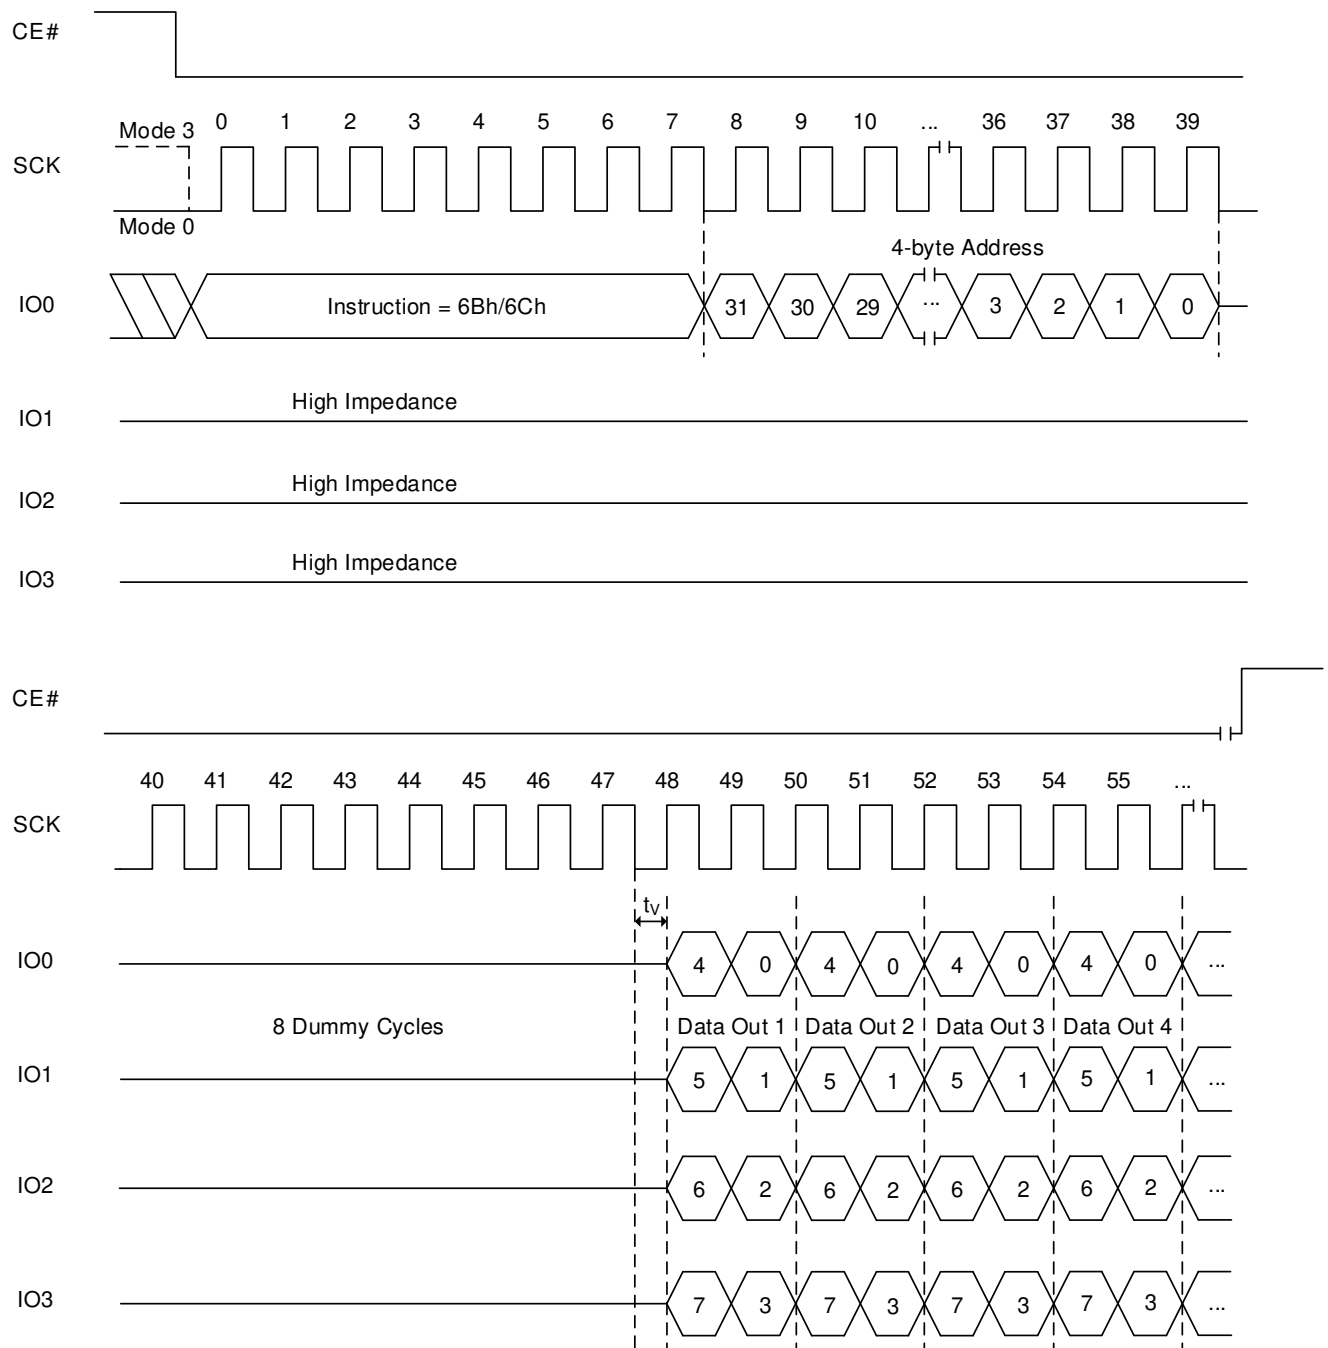 CE#
Mode 3 0 1 2 3 4 5 6 7 8 9 10 ... 36 37 38 39
SCK
Mode 0
4-byte Address
IO0 Instruction = 6Bh/6Ch 31 30 29 ... 3 2 1 0
High Impedance
IO1
High Impedance
IO2
High Impedance
IO3
CE#
40 41 42 43 44 45 46 47 48 49 50 51 52 53 54 55 ...
SCK
tV
IO0 4 0 4 0 4 0 4 0 ...
8 Dummy Cycles Data Out 1 Data Out 2 Data Out 3 Data Out 4
IO1 5 1 5 1 5 1 5 1 ...
IO2 6 2 6 2 6 2 6 2 ...
IO3 7 3 7 3 7 3 7 3 ...